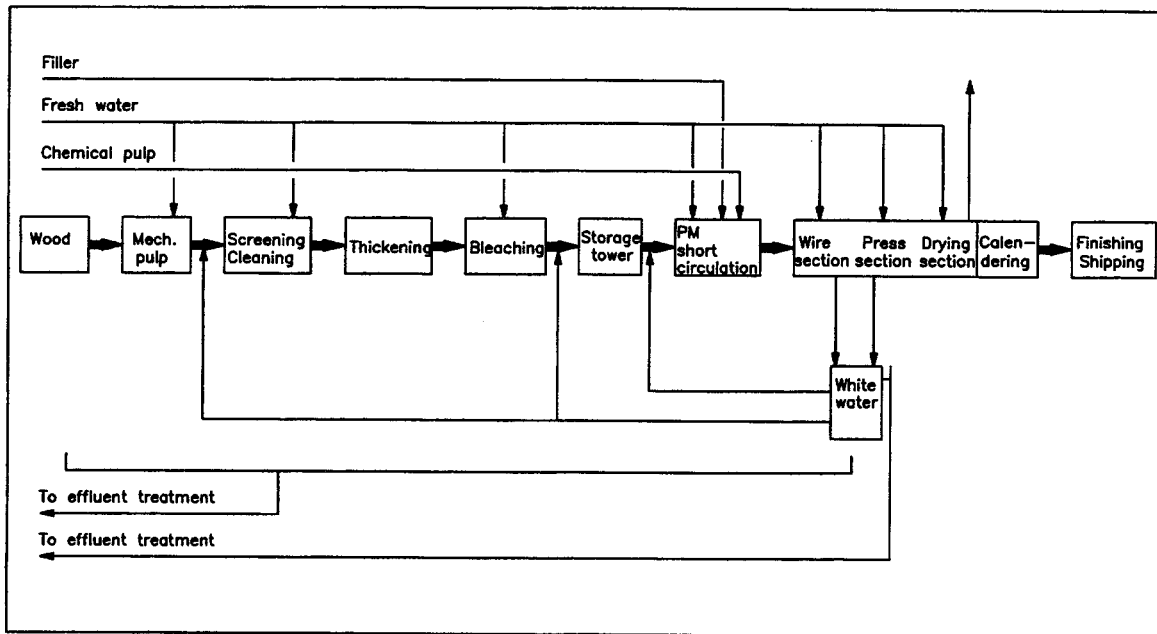 Filler
Fresh water
Chemical pulp
Wood
Mech.
pulp
Screening
Cleaning
Thickening
Bleaching
Storage
tower
PM
short
circulation
Wire
section
Press
section
Drying
section
Calen-
dering
Finishing
Shipping
White
water
To effluent treatment
To effluent treatment